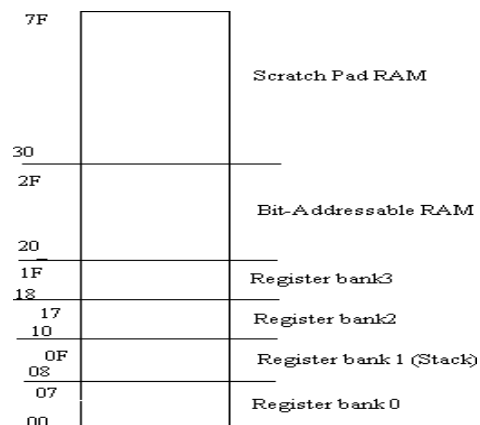 7F
Scratch Pad RAM
30
2F
Bit-Addressable RAM
20
1F
Register bank3
18
17
Register bank2
10
0F
Register bank 1 (Stack)
08
07
Register bank 0
00